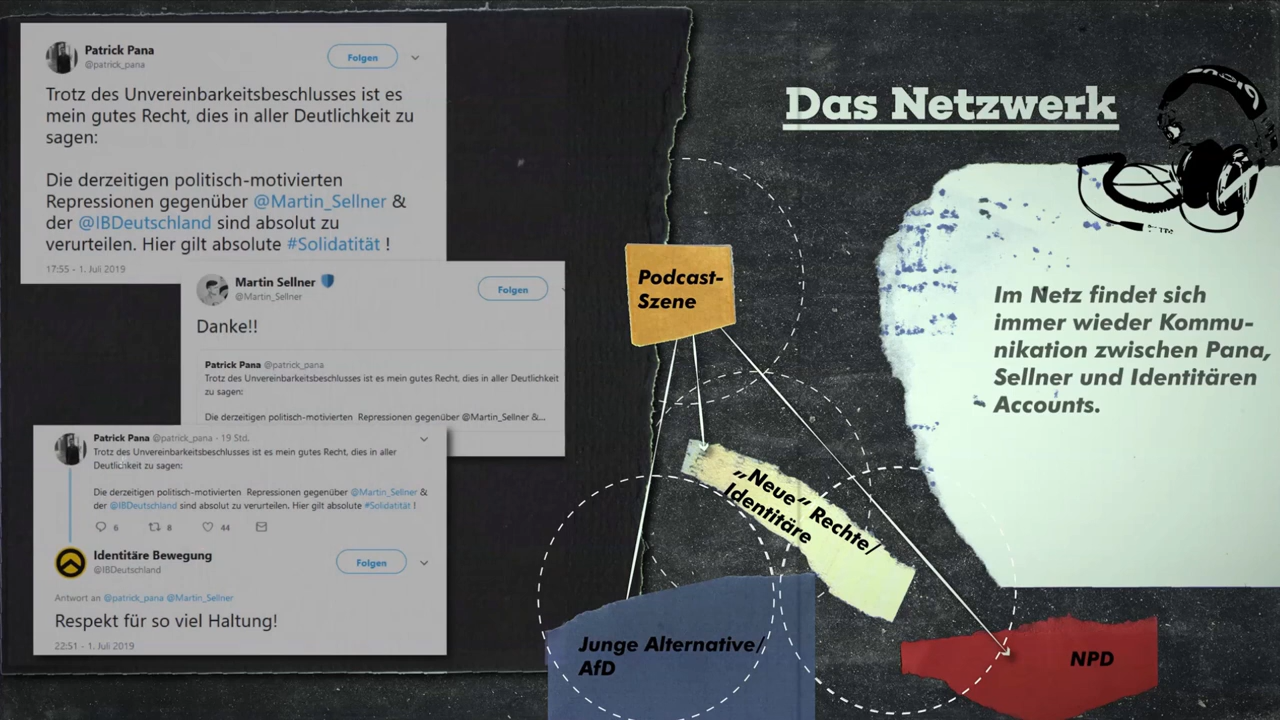 Patrick Pana
@patrick_pana
Folgen
Trotz des Unvereinbarkeitsbeschlusses ist es
mein gutes Recht, dies in aller Deutlichkeit zu
sagen:
Die derzeitigen politisch-motivierten
Repressionen gegenüber @Martin_Sellner &
der @IBDeutschland sind absolut zu
verurteilen. Hier gilt absolute #Solidatität !
17:55 - 1. Juli 2019
Martin Sellner
@Martin_Sellner
Folgen
Danke!!
Patrick Pana @patrick_pana
Trotz des Unvereinbarkeitsbeschlusses ist es mein gutes Recht, dies in aller Deutlichkeit
zu sagen:
Die derzeitigen politisch-motivierten Repressionen gegenüber @Martin_Sellner &...
Patrick Pana @patrick_pana · 19 Std.
Trotz des Unvereinbarkeitsbeschlusses ist es mein gutes Recht, dies in aller
Deutlichkeit zu sagen:
Die derzeitigen politisch-motivierten Repressionen gegenüber @Martin_Sellner &
der @IBDeutschland sind absolut zu verurteilen. Hier gilt absolute #Solidatität !
6 8 44
Identitäre Bewegung
@IBDeutschland
Folgen
Antwort an @patrick_pana @Martin_Sellner
Respekt für so viel Haltung!
22:51 - 1. Juli 2019
Das Netzwerk
Podcast-
Szene
Im Netz findet sich
immer wieder Kommu-
nikation zwischen Pana,
Sellner und Identitären
Accounts.
„Neue“ Rechte/
Identitäre
Junge Alternative/
AfD
NPD